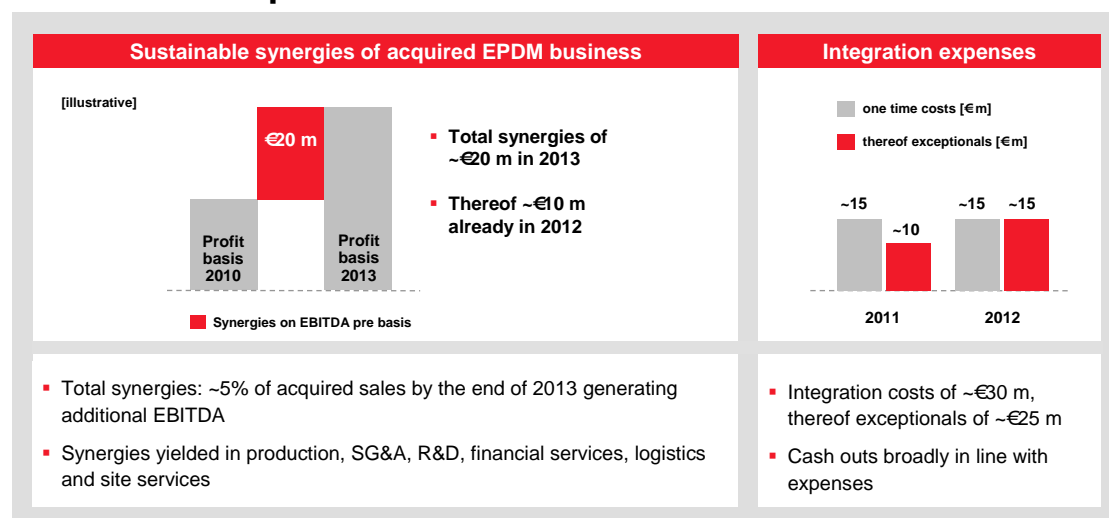 Sustainable synergies of acquired EPDM business
[illustrative]
€20 m
Profit
basis
2010
Profit
basis
2013
Synergies on EBITDA pre basis
▪ Total synergies of
~€20 m in 2013
▪ Thereof ~€10 m
already in 2012
Integration expenses
one time costs [€m]
thereof exceptionals [€m]
~15
~10
~15
~15
2011
2012
▪ Total synergies: ~5% of acquired sales by the end of 2013 generating
additional EBITDA
▪ Synergies yielded in production, SG&A, R&D, financial services, logistics
and site services
▪ Integration costs of ~€30 m,
thereof exceptionals of ~€25 m
▪ Cash outs broadly in line with
expenses